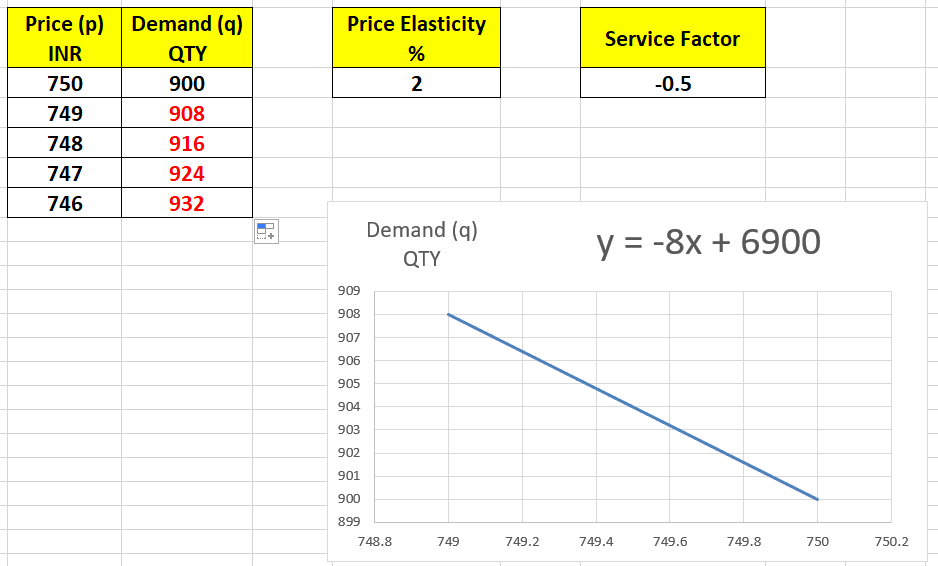 Price (p) Demand (q)
INR QTY
750 900
749 908
748 916
747 924
746 932
Price Elasticity
%
2
Service Factor
-0.5
Demand (q)
QTY
y = -8x + 6900
909
908
907
906
905
904
903
902
901
900
899
748.8 749 749.2 749.4 749.6 749.8 750 750.2